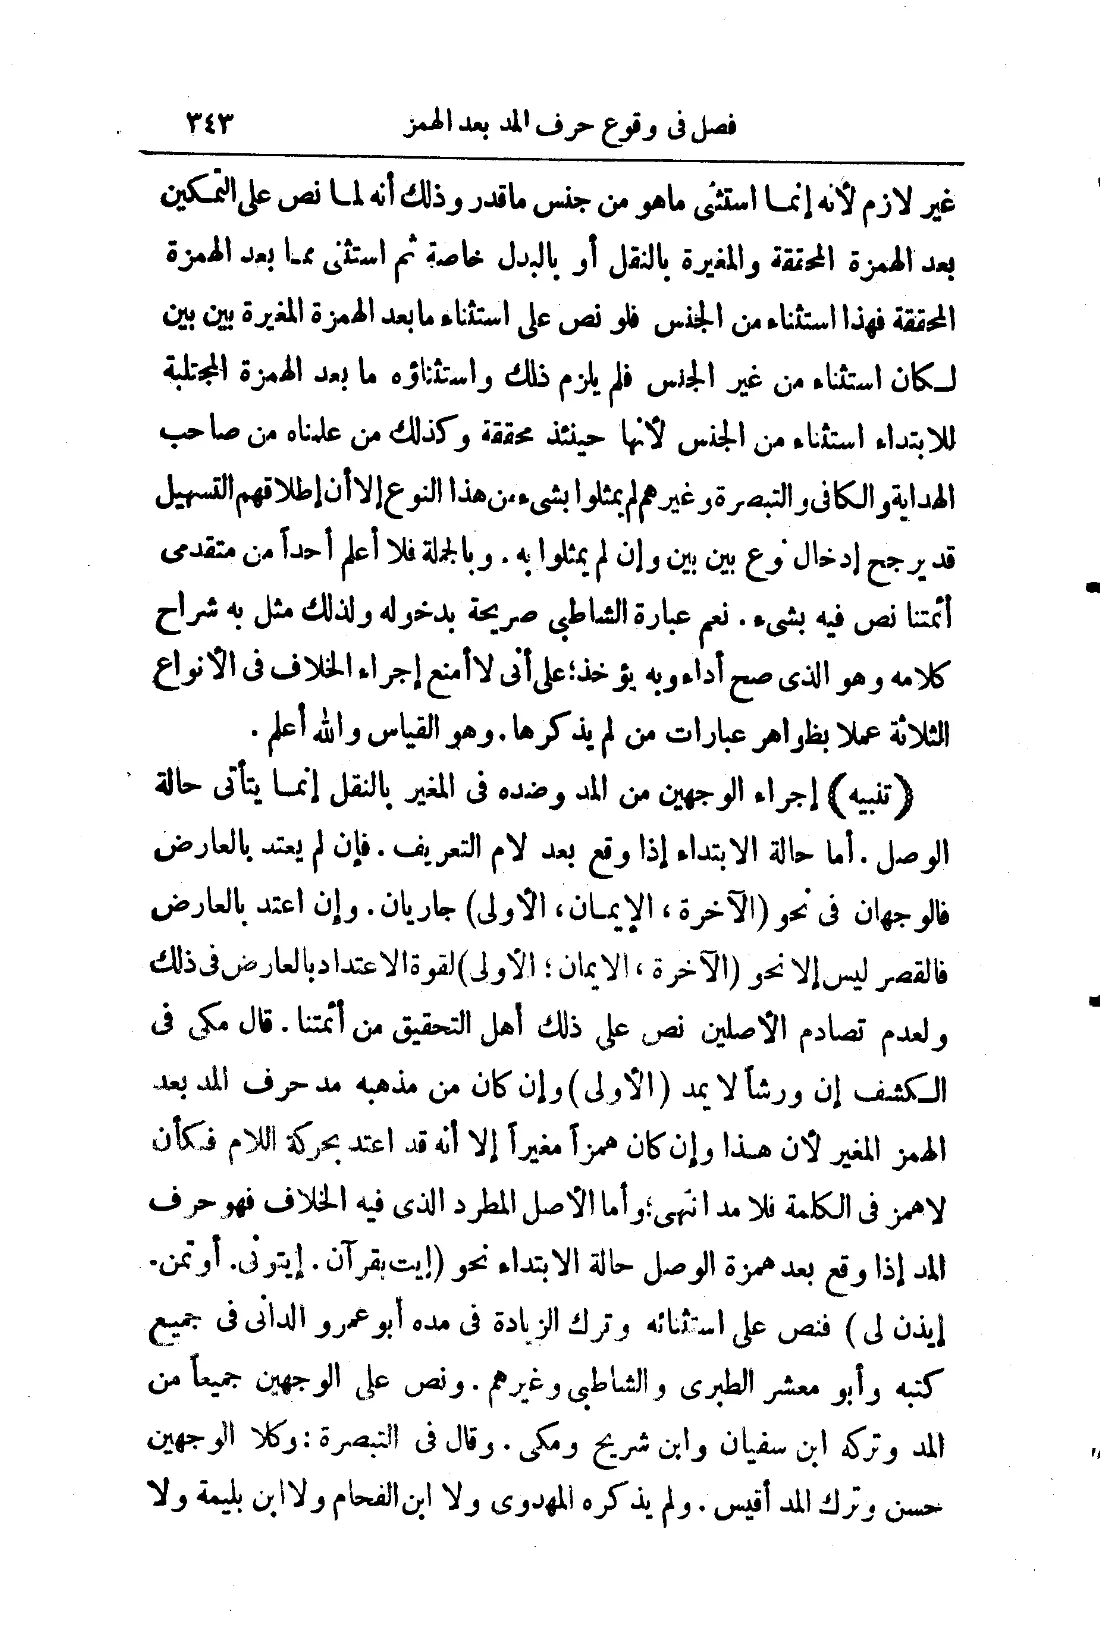 فصل فى وقوع حرف المد بعد الهمز ٣٤٣
غير لازم لأنه إنما استثنى ماهو من جنس ماقدر وذلك أنه لما نص على التمكين
بعد الهمزة المحققة والمغيرة بالنقل أو بالبدل خاصة ثم استثنى مما بعد الهمزة
المحققة فهذا استثناء من الجنس فلو نص على استثناء مابعد الهمزة المغيرة بين بين
لكان استثناء من غير الجنس فلم يلزم ذلك واستثناؤه ما بعد الهمزة المجتلبة
للابتداء استثناء من الجنس لأنها حينئذ محققة وكذلك من علمناه من صاحب
الهداية والكافى والتبصرة وغيرهم لم يمثلوا بشىء من هذا النوع إلا أن إطلاقهم التسهيل
قد يرجح إدخال نوع بين بين وإن لم يمثلوا به . وبالجملة فلا أعلم أحداً من متقدمى
أئمتنا نص فيه بشىء . نعم عبارة الشاطبى صريحة بدخوله ولذلك مثل به شراح
كلامه وهو الذى صح أداء وبه يؤخذ؛ على أنى لا أمنع إجراء الخلاف فى الأنواع
الثلاثة عملا بظواهر عبارات من لم يذكرها. وهو القياس والله أعلم .
(تنبيه) إجراء الوجهين من المد وضده فى المغير بالنقل إنما يتأتى حالة
الوصل . أما حالة الابتداء إذا وقع بعد لام التعريف . فإن لم يعتد بالعارض
فالوجهان فى نحو (الآخرة ، الإيمان، الأولى) جاريان. وإن اعتد بالعارض
فالقصر ليس إلا نحو (الآخرة ، الايمان ؛ الأولى) لقوة الاعتداد بالعارض فى ذلك
ولعدم تصادم الأصلين نص على ذلك أهل التحقيق من أئمتنا . قال مكى فى
الكشف إن ورشاً لا يمد (الأولى) وإن كان من مذهبه مد حرف المد بعد
الهمز المغير لأن هذا وإن كان همزاً مغيراً إلا أنه قد اعتد بحركة اللام فكأن
لا همز فى الكلمة فلا مد انتهى؛ وأما الأصل المطرد الذى فيه الخلاف فهو حرف
المد إذا وقع بعد همزة الوصل حالة الابتداء نحو (إيت بقرآن . إيتونى. أوتمن.
إيذن لى) فنص على استثنائه وترك الزيادة فى مده أبو عمرو الدانى فى جميع
كتبه وأبو معشر الطبرى والشاطبى وغيرهم . ونص على الوجهين جميعاً من
المد وتركه ابن سفيان وابن شريح ومكى . وقال فى التبصرة : وكلا الوجهين
حسن وترك المد أقيس . ولم يذكره المهدوى ولا ابن الفحام ولا ابن بليمة ولا